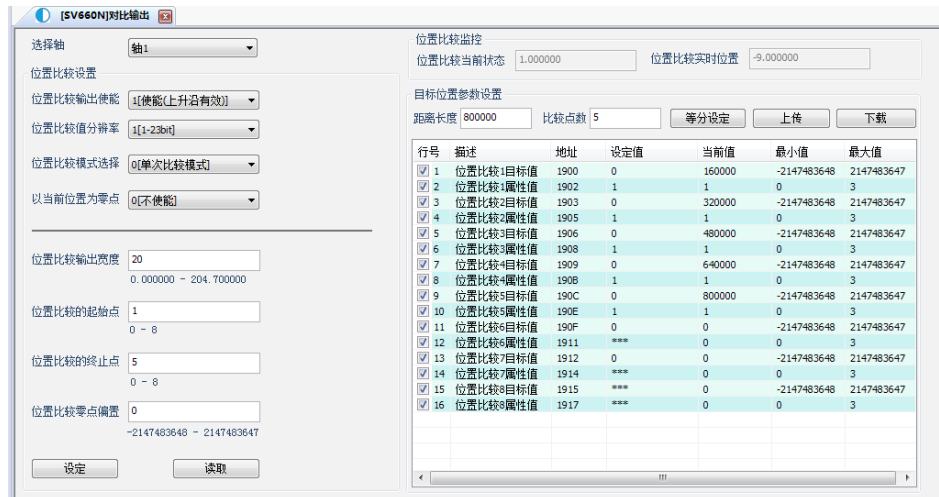 [SV660N]对比输出
选择轴 轴1
位置比较设置
位置比较输出使能 1[使能(上升沿有效)]
位置比较值分辨率 1[1-23bit]
位置比较模式选择 0[单次比较模式]
以当前位置为零点 0[不使能]
位置比较输出宽度 20
0.000000 - 204.700000
位置比较的起始点 1
0 - 8
位置比较的终止点 5
0 - 8
位置比较零点偏置 0
-2147483648 - 2147483647
设定 读取
位置比较监控
位置比较当前状态 1.000000 位置比较实时位置 -9.000000
目标位置参数设置
距离长度 800000 比较点数 5 等分设定 上传 下载
行号 描述 地址 设定值 当前值 最小值 最大值
1 位置比较1目标值 1900 0 160000 -2147483648 2147483647
2 位置比较1属性值 1902 1 1 0 3
3 位置比较2目标值 1903 0 320000 -2147483648 2147483647
4 位置比较2属性值 1905 1 1 0 3
5 位置比较3目标值 1906 0 480000 -2147483648 2147483647
6 位置比较3属性值 1908 1 1 0 3
7 位置比较4目标值 1909 0 640000 -2147483648 2147483647
8 位置比较4属性值 190B 1 1 0 3
9 位置比较5目标值 190C 0 800000 -2147483648 2147483647
10 位置比较5属性值 190E 1 1 0 3
11 位置比较6目标值 190F 0 0 -2147483648 2147483647
12 位置比较6属性值 1911 *** 0 0 3
13 位置比较7目标值 1912 0 0 -2147483648 2147483647
14 位置比较7属性值 1914 *** 0 0 3
15 位置比较8目标值 1915 *** 0 -2147483648 2147483647
16 位置比较8属性值 1917 *** 0 0 3